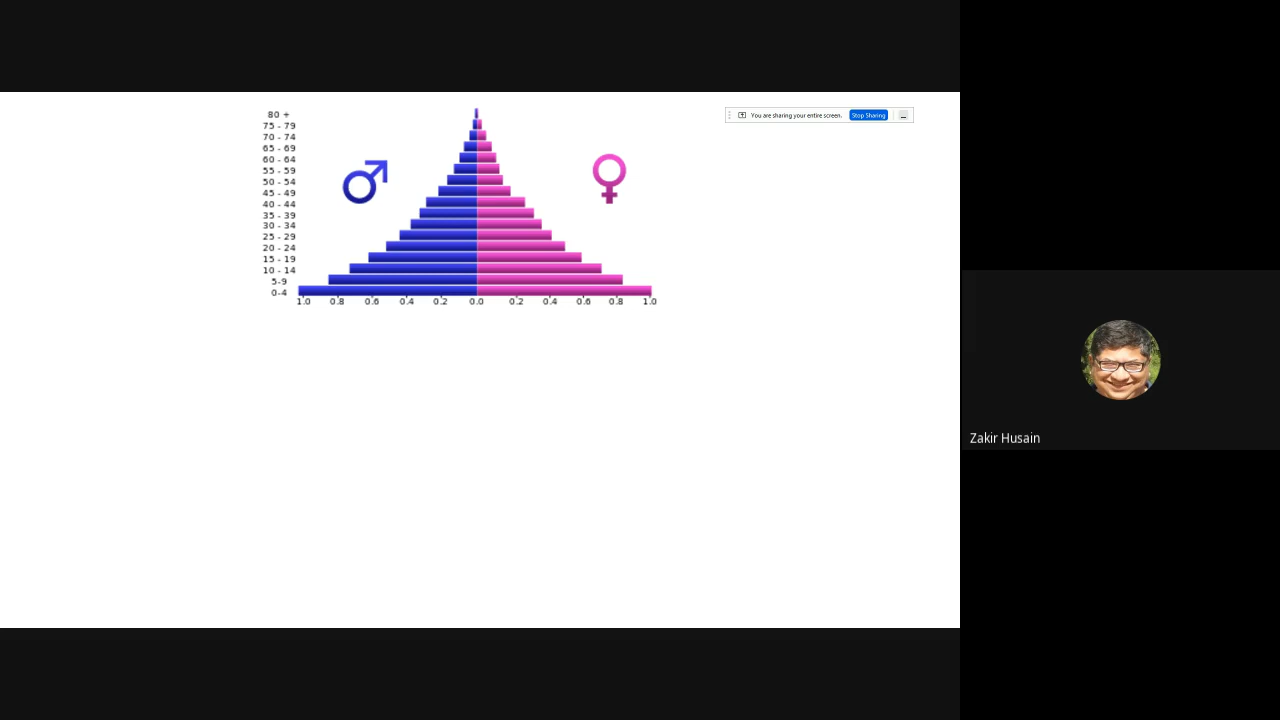 80 +
75 - 79
70 - 74
65 - 69
60 - 64
55 - 59
50 - 54
45 - 49
40 - 44
35 - 39
30 - 34
25 - 29
20 - 24
15 - 19
10 - 14
5-9
0-4
1.0 0.8 0.6 0.4 0.2 0.0 0.2 0.4 0.6 0.8 1.0
You are sharing your entire screen. Stop Sharing
Zakir Husain